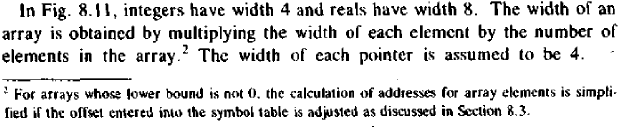 In Fig. 8.11, integers have width 4 and reals have width 8. The width of an
array is obtained by multiplying the width of each element by the number of
elements in the array.² The width of each pointer is assumed to be 4.
² For arrays whose lower bound is not 0, the calculation of addresses for array elements is simpli-
fied if the offset entered into the symbol table is adjusted as discussed in Section 8.3.